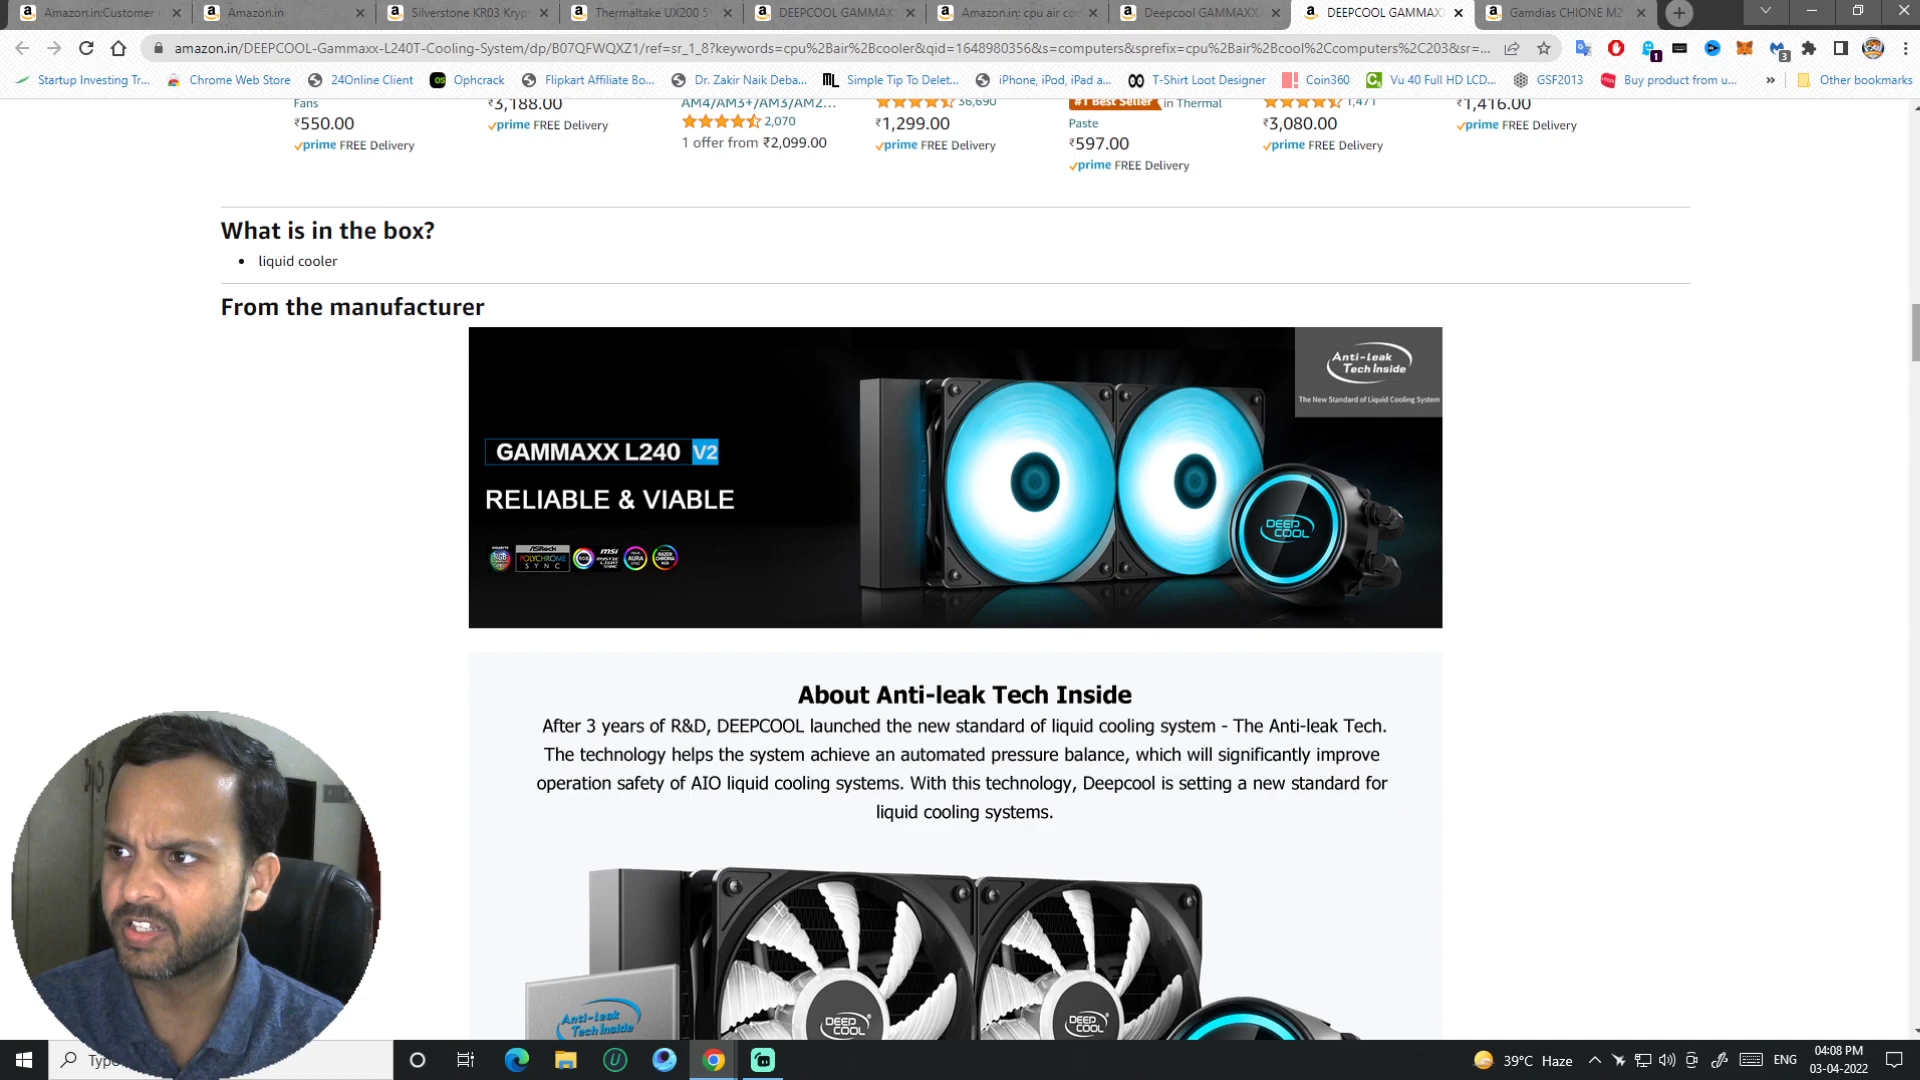 Amazon.in:Customer
Amazon.in
Silverstone KR03 Kryp
Thermaltake UX200 5V
DEEPCOOL GAMMAX
Amazon.in: cpu air co
Deepcool GAMMAXX
DEEPCOOL GAMMAX
Gamdias CHIONE M2
amazon.in/DEEPCOOL-Gammaxx-L240T-Cooling-System/dp/B07QFWQXZ1/ref=sr_1_8?keywords=cpu%2Bair%2Bcooler&qid=1648980356&s=computers&sprefix=cpu%2Bair%2Bcool%2Ccomputers%2C203&sr=...
Startup Investing Tr...
Chrome Web Store
24Online Client
Ophcrack
Flipkart Affiliate Bo...
Dr. Zakir Naik Deba...
Simple Tip To Delet...
iPhone, iPod, iPad a...
T-Shirt Loot Designer
Coin360
Vu 40 Full HD LCD...
GSF2013
Buy product from u...
»
Other bookmarks
Fans
₹550.00
prime FREE Delivery
₹3,188.00
prime FREE Delivery
AM4/AM3+/AM3/AM2...
2,070
1 offer from ₹2,099.00
36,690
₹1,299.00
prime FREE Delivery
#1 Best Seller in Thermal
Paste
₹597.00
prime FREE Delivery
1,471
₹3,080.00
prime FREE Delivery
₹1,416.00
prime FREE Delivery
What is in the box?
• liquid cooler
From the manufacturer
Anti-leak
Tech Inside
The New Standard of Liquid Cooling System
GAMMAXX L240 V2
RELIABLE & VIABLE
ASRock
POLYCHROME
SYNC
RGB
msi
AURA
DEEP
COOL
About Anti-leak Tech Inside
After 3 years of R&D, DEEPCOOL launched the new standard of liquid cooling system - The Anti-leak Tech.
The technology helps the system achieve an automated pressure balance, which will significantly improve
operation safety of AIO liquid cooling systems. With this technology, Deepcool is setting a new standard for
liquid cooling systems.
Anti-leak
Tech Inside
DEEP
COOL
DEEP
COOL
Typ
39°C Haze
ENG
04:08 PM
03-04-2022